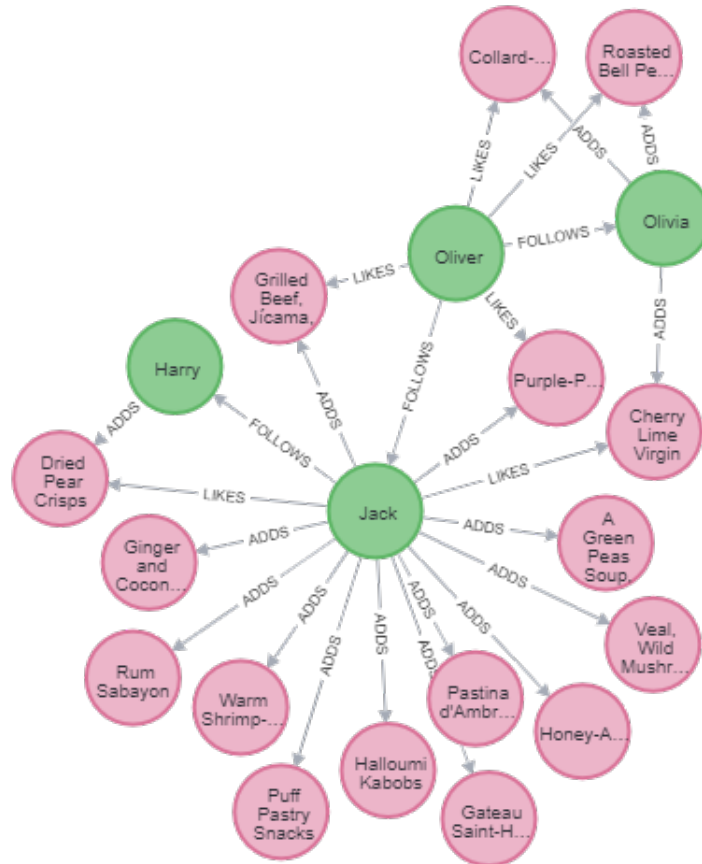 Collard-...
Roasted
Bell Pe...
LIKES
ADDS
LIKES
ADDS
Olivia
Oliver
FOLLOWS
Grilled
Beef,
Jícama,
LIKES
LIKES
ADDS
Harry
FOLLOWS
Purple-P...
ADDS
FOLLOWS
ADDS
ADDS
Cherry
Lime
Virgin
Dried
Pear
Crisps
LIKES
LIKES
Jack
ADDS
A
Green
Peas
Soup,
Ginger
and
Cocon...
ADDS
ADDS
Veal,
Wild
Mushr...
ADDS
ADDS
ADDS
ADDS
ADDS
ADDS
ADDS
Rum
Sabayon
Warm
Shrimp-...
Pastina
d'Ambr...
Honey-A...
Halloumi
Kabobs
Puff
Pastry
Snacks
Gateau
Saint-H...